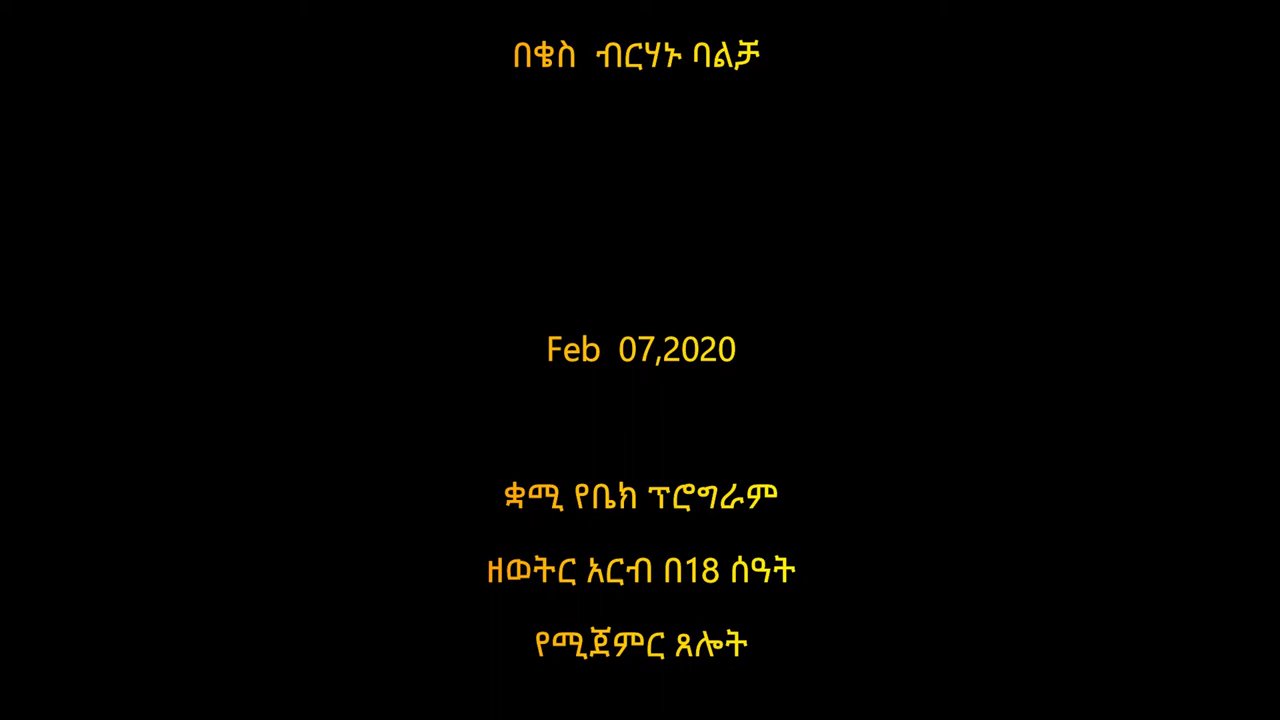 በቄስ ብርሃኑ ባልቻ
Feb 07,2020
ቋሚ የቤክ ፕሮግራም
ዘወትር አርብ በ18 ሰዓት
የሚጀምር ጸሎት